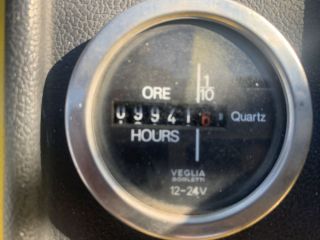 ORE
1
10
09941 6 Quartz
HOURS
VEGLIA
BORLETTI
12-24V